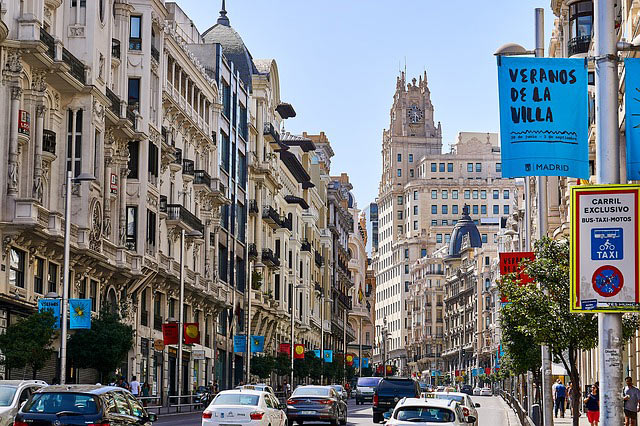 VERANOS
DE LA
VILLA
MADRID
CARRIL
EXCLUSIVO
BUS-TAXI-MOTOS
TAXI